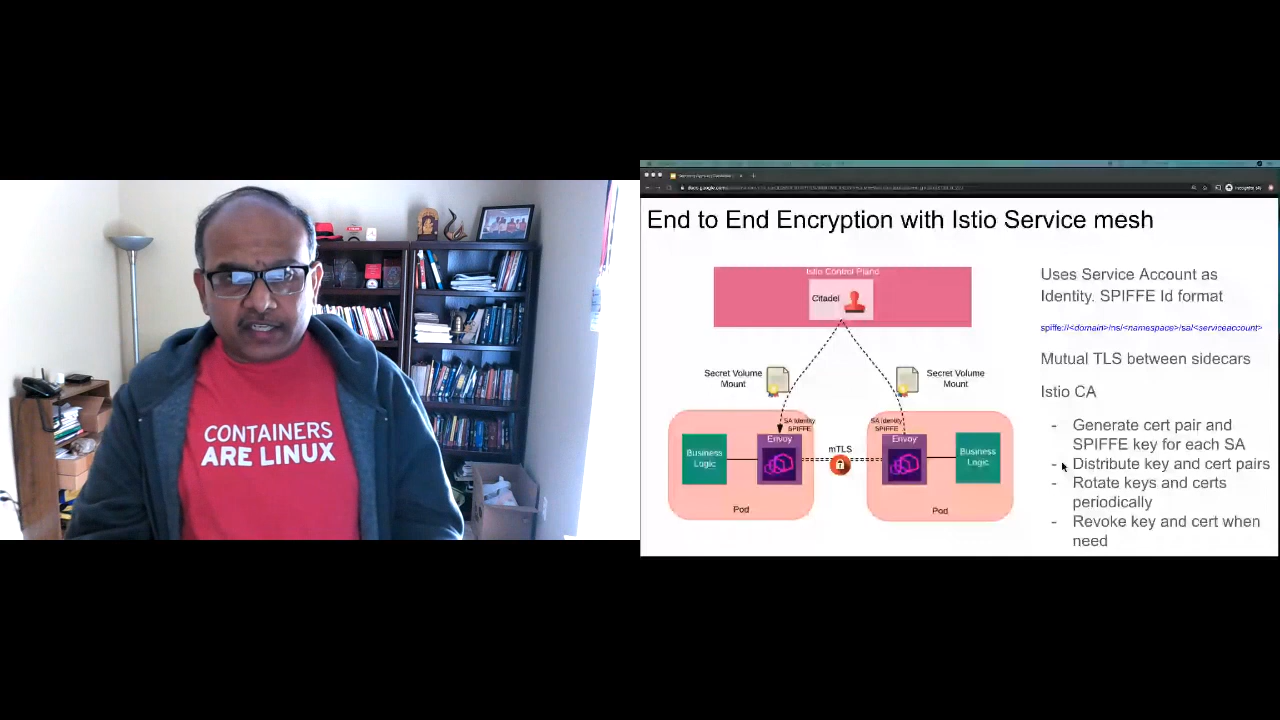 CONTAINERS
ARE LINUX
End to End Encryption with Istio Service mesh
Istio Control Pland
Citadel
Secret Volume
Mount
Secret Volume
Mount
SA Identity
SPIFFE
SA Identity
SPIFFE
Business
Logic
Envoy
mTLS
Envoy
Business
Logic
Pod
Pod
Uses Service Account as
Identity. SPIFFE Id format
spiffe://<domain>/ns/<namespace>/sa/<serviceaccount>
Mutual TLS between sidecars
Istio CA
- Generate cert pair and
SPIFFE key for each SA
- Distribute key and cert pairs
- Rotate keys and certs
periodically
- Revoke key and cert when
need